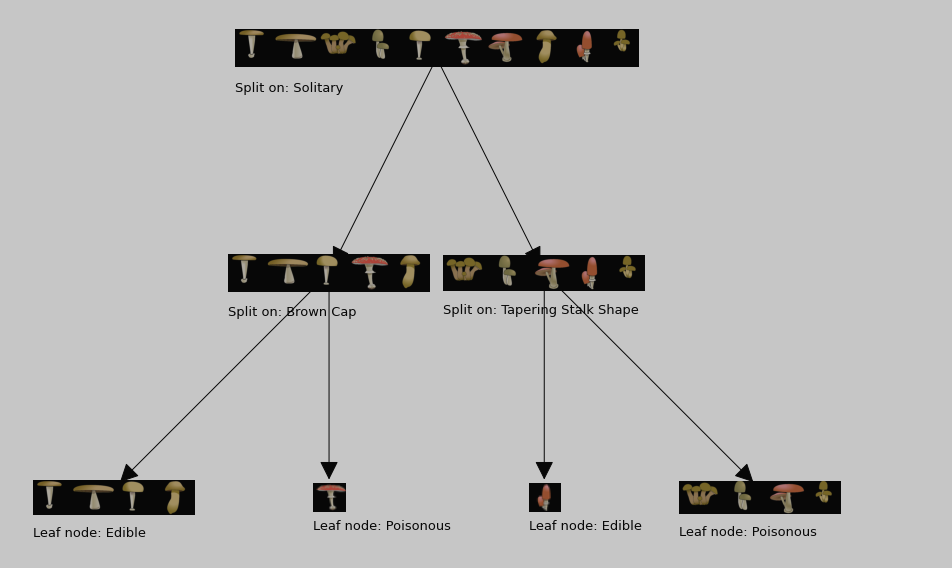 Split on: Solitary
Split on: Brown Cap
Split on: Tapering Stalk Shape
Leaf node: Edible
Leaf node: Poisonous
Leaf node: Edible
Leaf node: Poisonous